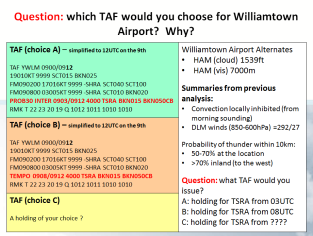 Question: which TAF would you choose for Williamtown
Airport?  Why?
TAF (choice A) – simplified to 12UTC on the 9th
TAF YWLM 0900/0912
19010KT 9999 SCT015 BKN025
FM090200 17016KT 9999 -SHRA SCT040 SCT100
FM090800 03005KT 9999 -SHIRA SCT010 BKN020
PROB30 INTER 0903/0912 4000 TSRA BKN015 BKN050CB
RMK T 22 23 20 19 Q 1012 1011 1010 1010
TAF (choice B) – simplified to 12UTC on the 9th
TAF YWLM 0900/0912
19010KT 9999 SCT015 BKN025
FM090200 17016KT 9999 -SHIRA SCT040 SCT100
FM090800 03005KT 9999 -SHIRA SCT010 BKN020
TEMPO 0908/0912 4000 TSRA BKN015 BKN050CB
RMK T 22 23 20 19 Q 1012 1011 1010 1010
TAF (choice C)
A holding of your choice ?
Williamtown Airport Alternates
• HAM (cloud) 1539ft
• HAM (vis) 7000m
Summaries from previous
analysis:
• Convection locally inhibited (from
morning sounding)
• DLM winds (850-600hPa) =292/27
Probability of thunder within 10km:
• 50-70% at the location
• >70% inland (to the west)
Question: what TAF would you
issue?
A: holding for TSRA from 03UTC
B: holding for TSRA from 08UTC
C: holding for TSRA from ????